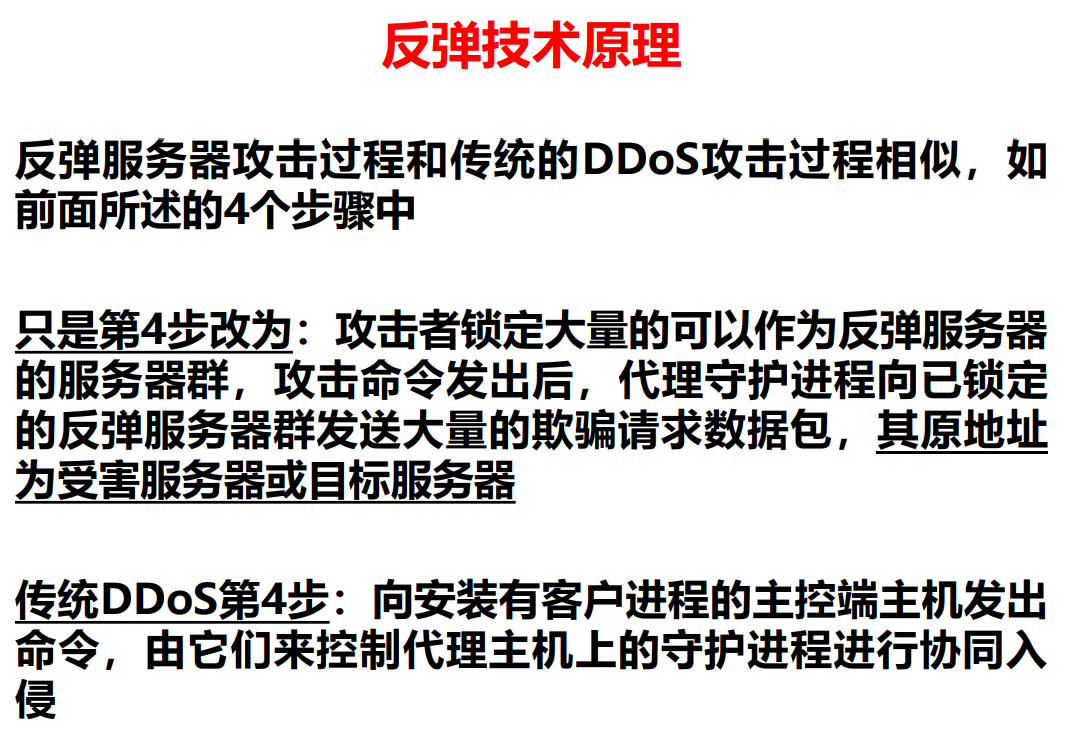 反弹技术原理
反弹服务器攻击过程和传统的DDoS攻击过程相似，如
前面所述的4个步骤中
只是第4步改为：攻击者锁定大量的可以作为反弹服务器
的服务器群，攻击命令发出后，代理守护进程向已锁定
的反弹服务器群发送大量的欺骗请求数据包，其原地址
为受害服务器或目标服务器
传统DDoS第4步：向安装有客户进程的主控端主机发出
命令，由它们来控制代理主机上的守护进程进行协同入
侵